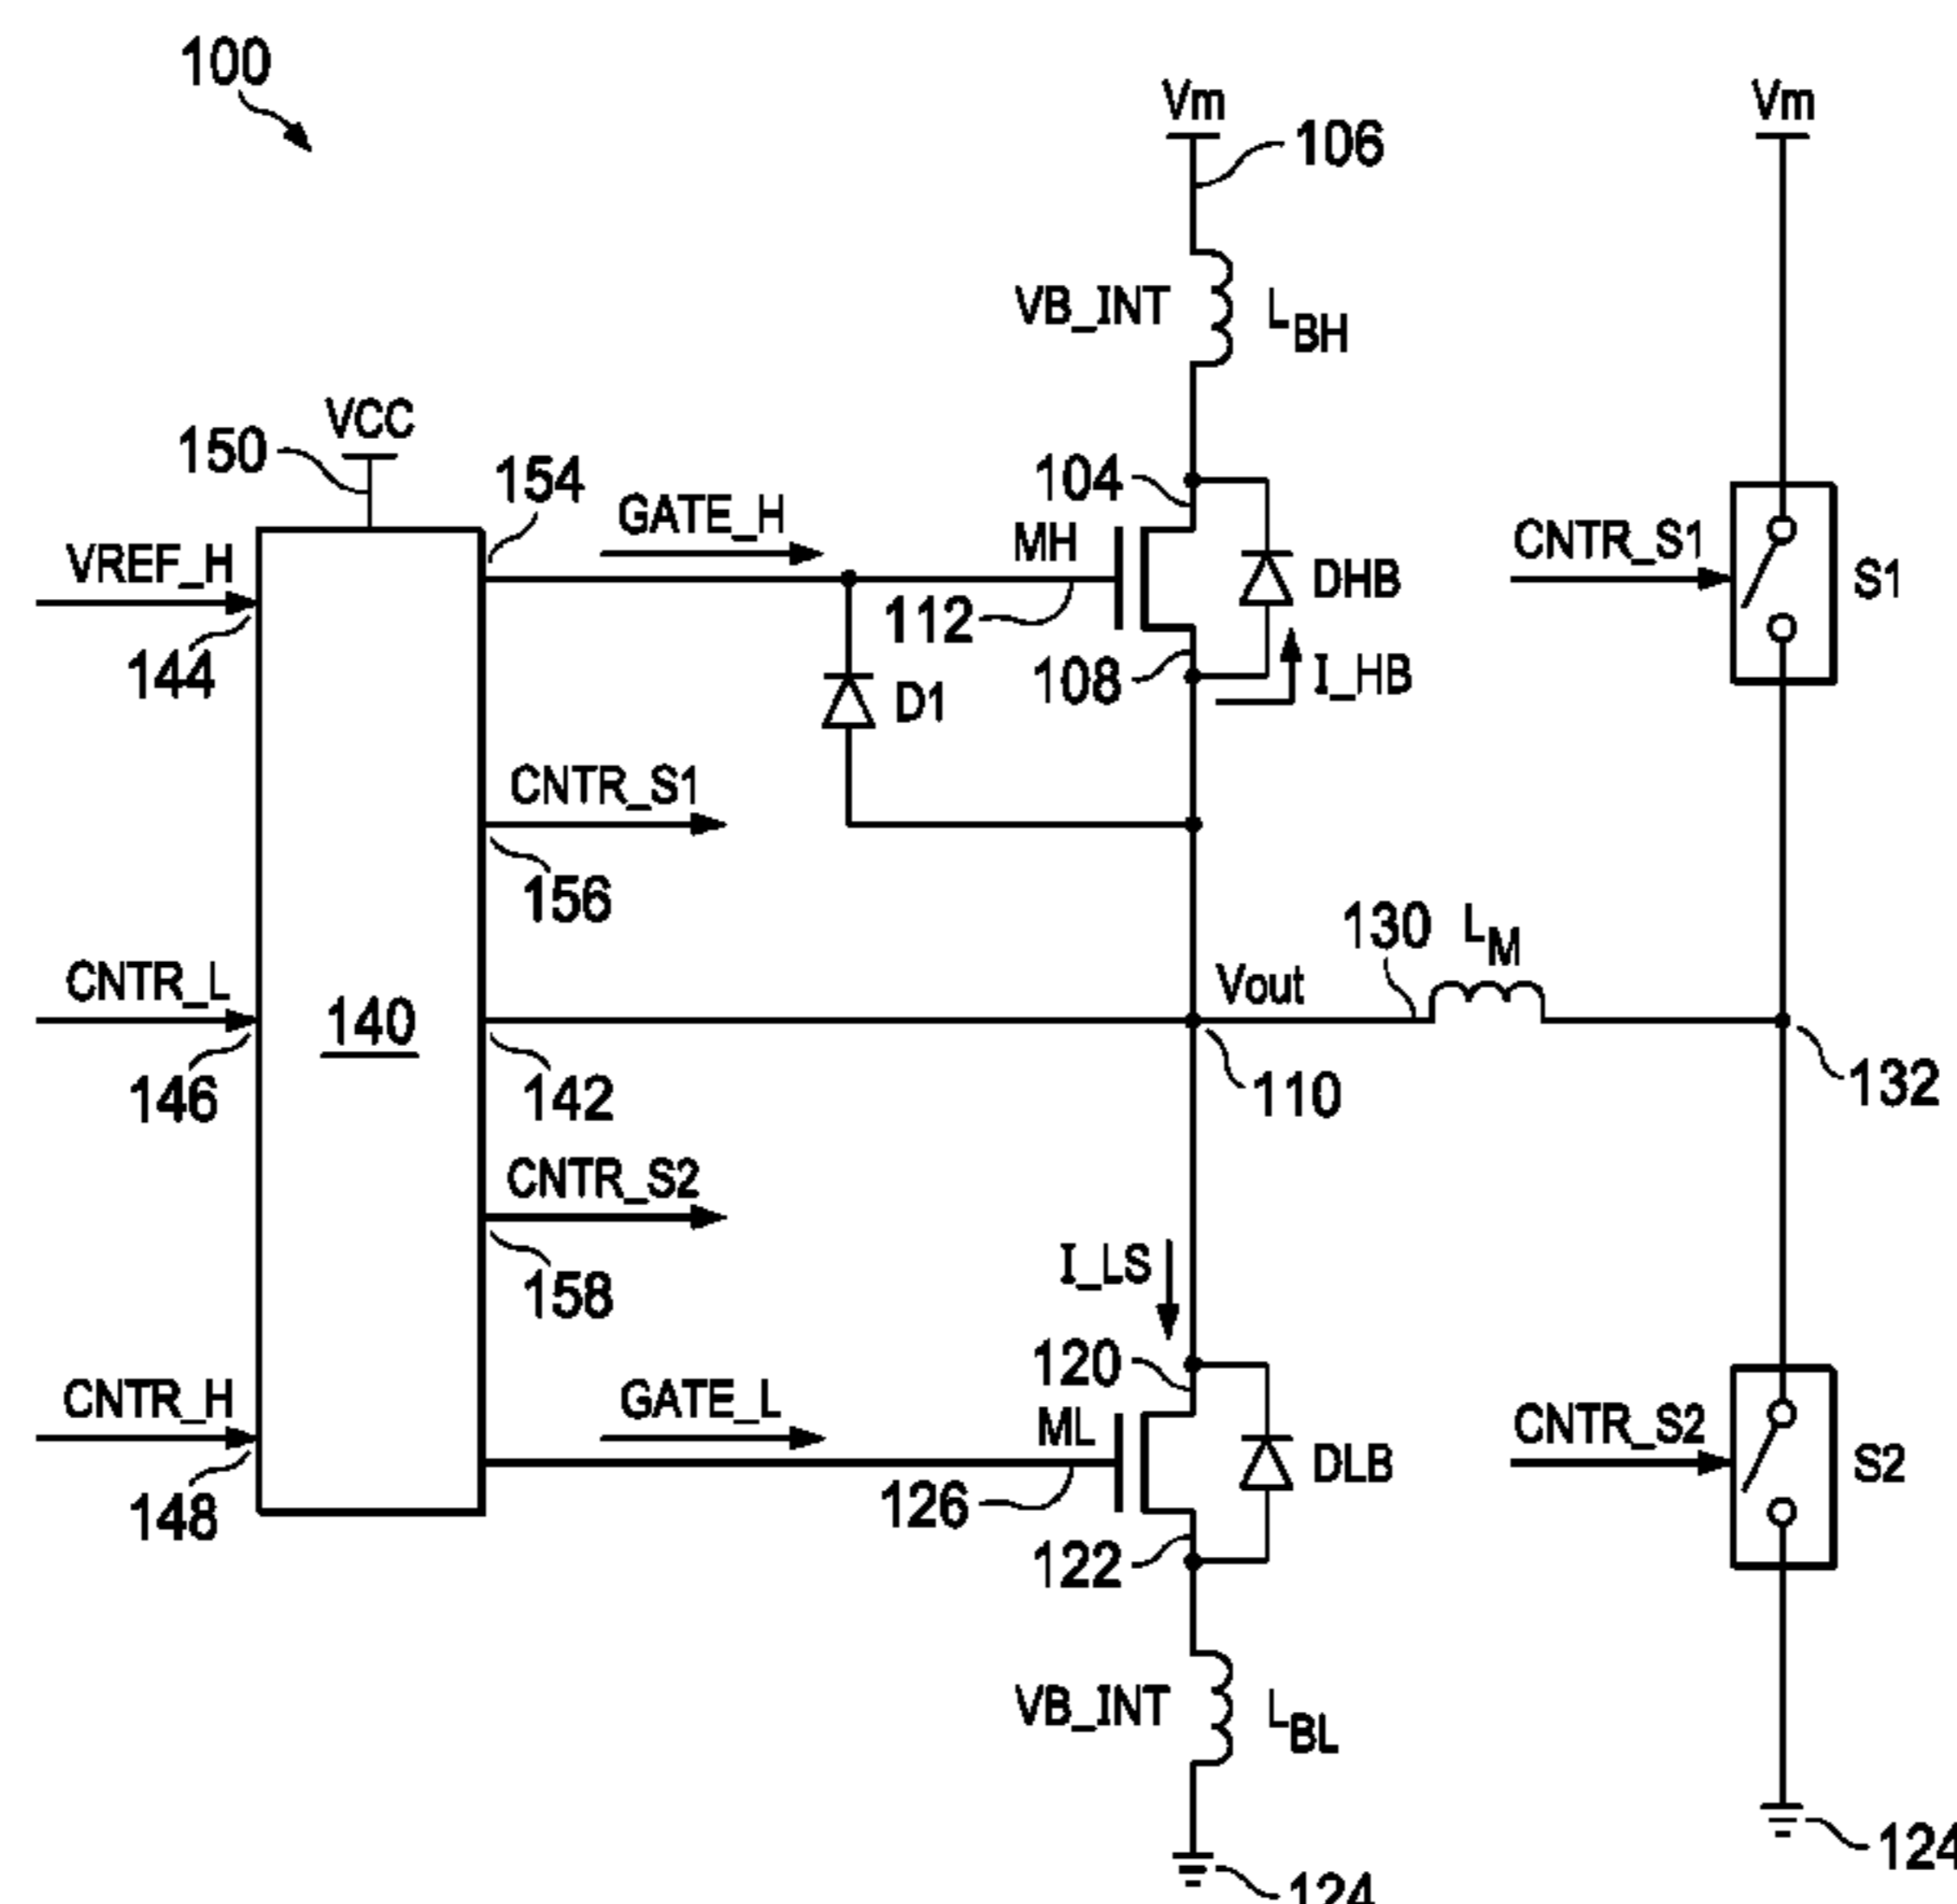 100
Vm
Vm
106
VB_INT
LBH
VCC
150
154
104
GATE_H
MH
CNTR_S1
VREF_H
DHB
S1
112
144
108
I_HB
D1
CNTR_S1
156
130
LM
CNTR_L
Vout
140
146
142
110
132
CNTR_S2
I_LS
158
120
CNTR_H
GATE_L
ML
CNTR_S2
DLB
S2
126
148
122
VB_INT
LBL
124
124